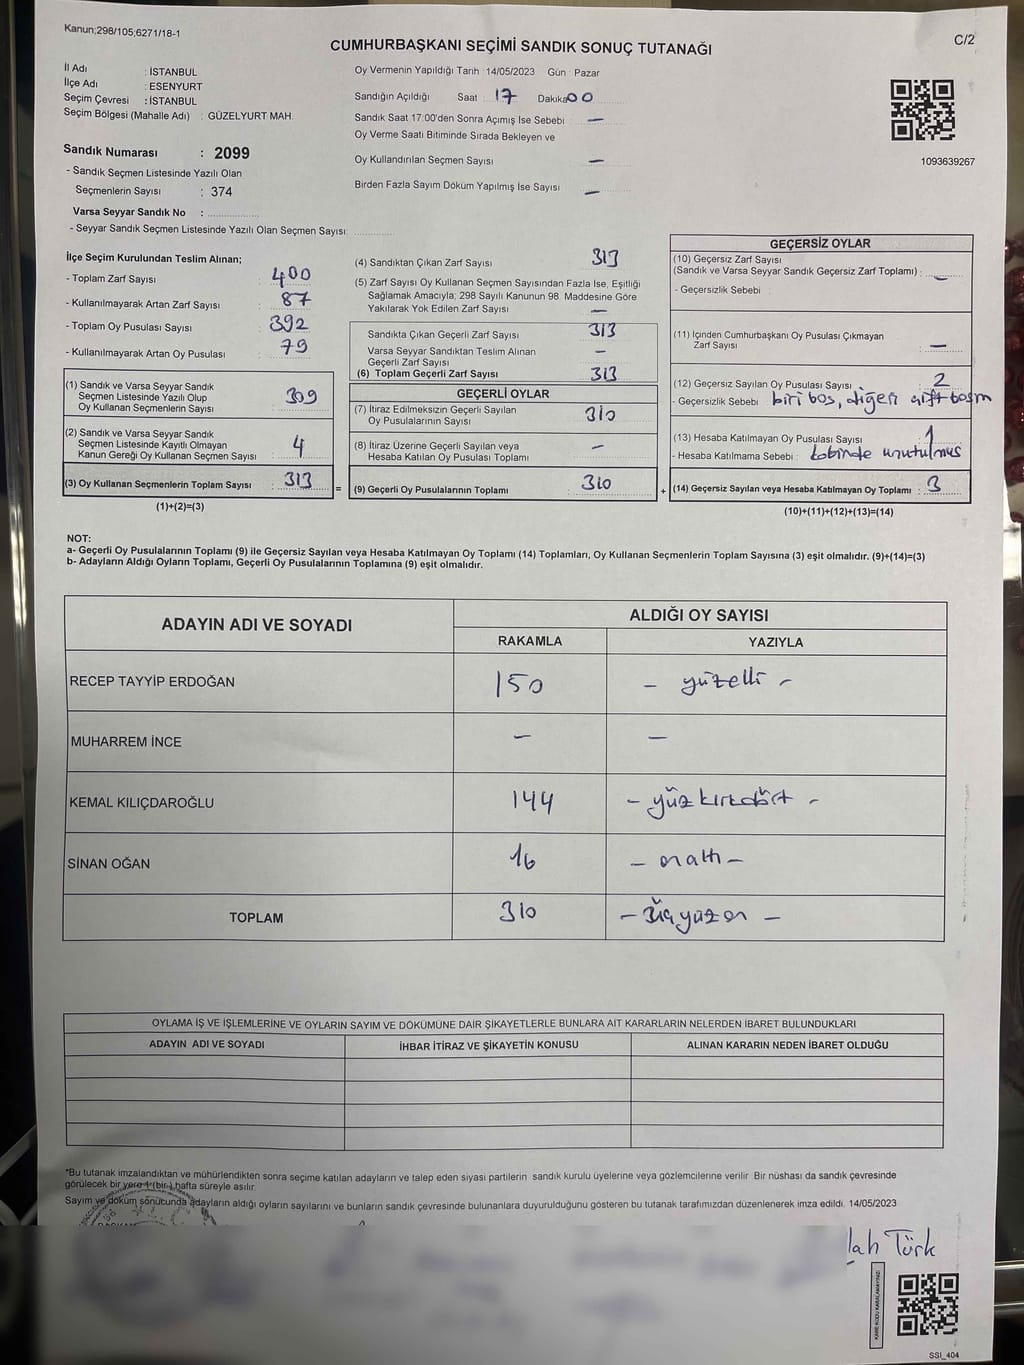 Kanun;298/105;6271/18-1
C/2
CUMHURBAŞKANI SEÇİMİ SANDIK SONUÇ TUTANAĞI
İl Adı : İSTANBUL
İlçe Adı : ESENYURT
Seçim Çevresi : İSTANBUL
Seçim Bölgesi (Mahalle Adı) : GÜZELYURT MAH.
Sandık Numarası : 2099
- Sandık Seçmen Listesinde Yazılı Olan
Seçmenlerin Sayısı : 374
Varsa Seyyar Sandık No :
- Seyyar Sandık Seçmen Listesinde Yazılı Olan Seçmen Sayısı:
Oy Vermenin Yapıldığı Tarih : 14/05/2023 Gün : Pazar
Sandığın Açıldığı Saat : 17 Dakika 00
Sandık Saat 17:00'den Sonra Açımış İse Sebebi : —
Oy Verme Saati Bitiminde Sırada Bekleyen ve
Oy Kullandırılan Seçmen Sayısı —
Birden Fazla Sayım Döküm Yapılmış İse Sayısı —
1093639267
İlçe Seçim Kurulundan Teslim Alınan;
- Toplam Zarf Sayısı : 400
- Kullanılmayarak Artan Zarf Sayısı : 87
- Toplam Oy Pusulası Sayısı : 392
- Kullanılmayarak Artan Oy Pusulası : 79
(1) Sandık ve Varsa Seyyar Sandık
Seçmen Listesinde Yazılı Olup
Oy Kullanan Seçmenlerin Sayısı : 309
(2) Sandık ve Varsa Seyyar Sandık
Seçmen Listesinde Kayıtlı Olmayan
Kanun Gereği Oy Kullanan Seçmen Sayısı : 4
(3) Oy Kullanan Seçmenlerin Toplam Sayısı : 313
(1)+(2)=(3)
=
(4) Sandıktan Çıkan Zarf Sayısı : 313
(5) Zarf Sayısı Oy Kullanan Seçmen Sayısından Fazla İse, Eşitliği
Sağlamak Amacıyla; 298 Sayılı Kanunun 98. Maddesine Göre
Yakılarak Yok Edilen Zarf Sayısı : —
Sandıkta Çıkan Geçerli Zarf Sayısı : 313
Varsa Seyyar Sandıktan Teslim Alınan
Geçerli Zarf Sayısı : —
(6) Toplam Geçerli Zarf Sayısı : 313
GEÇERLİ OYLAR
(7) İtiraz Edilmeksizin Geçerli Sayılan
Oy Pusulalarının Sayısı : 310
(8) İtiraz Üzerine Geçerli Sayılan veya
Hesaba Katılan Oy Pusulası Toplamı : —
(9) Geçerli Oy Pusulalarının Toplamı : 310
+
GEÇERSİZ OYLAR
(10) Geçersiz Zarf Sayısı
(Sandık ve Varsa Seyyar Sandık Geçersiz Zarf Toplamı) : —
- Geçersizlik Sebebi :
(11) İçinden Cumhurbaşkanı Oy Pusulası Çıkmayan
Zarf Sayısı : —
(12) Geçersiz Sayılan Oy Pusulası Sayısı : 2
- Geçersizlik Sebebi : biri boş, diğeri çift basım
(13) Hesaba Katılmayan Oy Pusulası Sayısı : 1
- Hesaba Katılmama Sebebi : kabinde unutulmuş
(14) Geçersiz Sayılan veya Hesaba Katılmayan Oy Toplamı : 3
(10)+(11)+(12)+(13)=(14)
NOT:
a- Geçerli Oy Pusulalarının Toplamı (9) ile Geçersiz Sayılan veya Hesaba Katılmayan Oy Toplamı (14) Toplamları, Oy Kullanan Seçmenlerin Toplam Sayısına (3) eşit olmalıdır. (9)+(14)=(3)
b- Adayların Aldığı Oyların Toplamı, Geçerli Oy Pusulalarının Toplamına (9) eşit olmalıdır.
ADAYIN ADI VE SOYADI
ALDIĞI OY SAYISI
RAKAMLA YAZIYLA
RECEP TAYYİP ERDOĞAN 150 - yüzelli -
MUHARREM İNCE — —
KEMAL KILIÇDAROĞLU 144 - yüzkırkdört -
SİNAN OĞAN 16 - onaltı -
TOPLAM 310 - üçyüzon -
OYLAMA İŞ VE İŞLEMLERİNE VE OYLARIN SAYIM VE DÖKÜMÜNE DAİR ŞİKAYETLERLE BUNLARA AİT KARARLARIN NELERDEN İBARET BULUNDUKLARI
ADAYIN ADI VE SOYADI İHBAR İTİRAZ VE ŞİKAYETİN KONUSU ALINAN KARARIN NEDEN İBARET OLDUĞU
*Bu tutanak imzalandıktan ve mühürlendikten sonra seçime katılan adayların ve talep eden siyasi partilerin sandık kurulu üyelerine veya gözlemcilerine verilir. Bir nüshası da sandık çevresinde
görülecek bir yere 1 (bir) hafta süreyle asılır.
Sayım ve döküm sonucunda adayların aldığı oyların sayılarını ve bunların sandık çevresinde bulunanlara duyurulduğunu gösteren bu tutanak tarafımızdan düzenlenerek imza edildi. 14/05/2023
lah Türk
KARE KODU KARALAMAYINIZ!
SSI_404